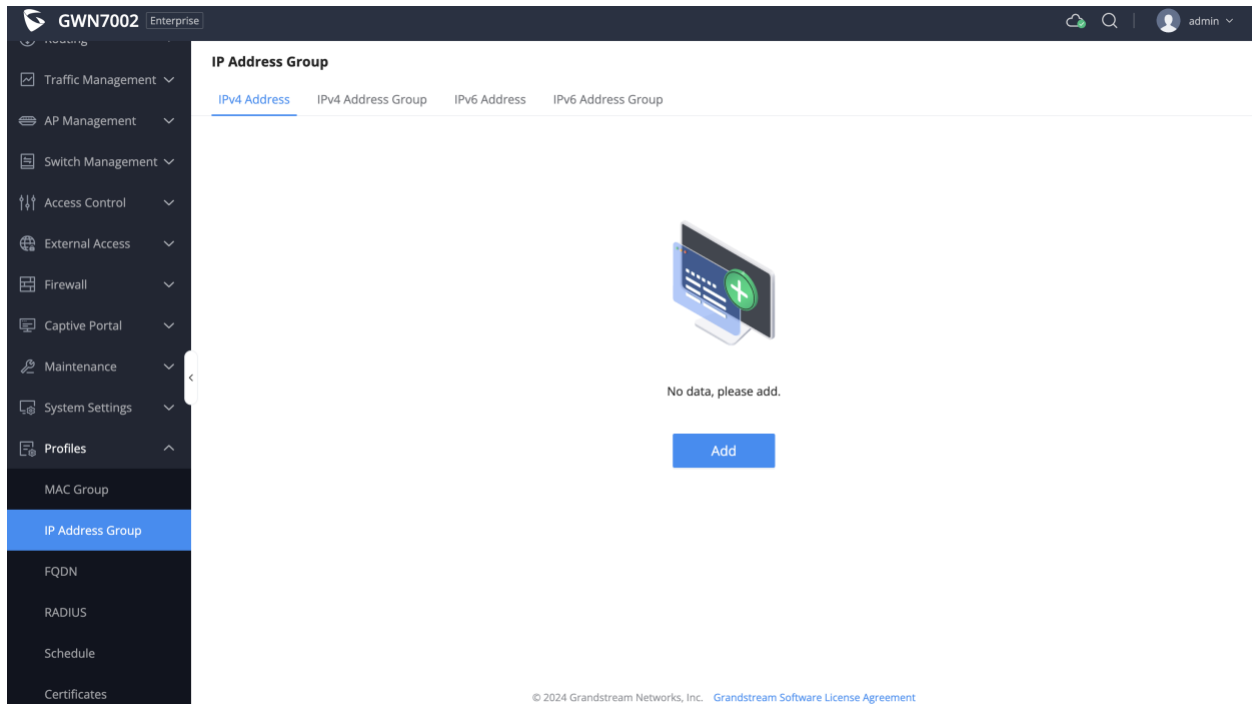 GWN7002 Enterprise
admin
Routing
Traffic Management
AP Management
Switch Management
Access Control
External Access
Firewall
Captive Portal
Maintenance
System Settings
Profiles
MAC Group
IP Address Group
FQDN
RADIUS
Schedule
Certificates
IP Address Group
IPv4 Address IPv4 Address Group IPv6 Address IPv6 Address Group
No data, please add.
Add
© 2024 Grandstream Networks, Inc. Grandstream Software License Agreement